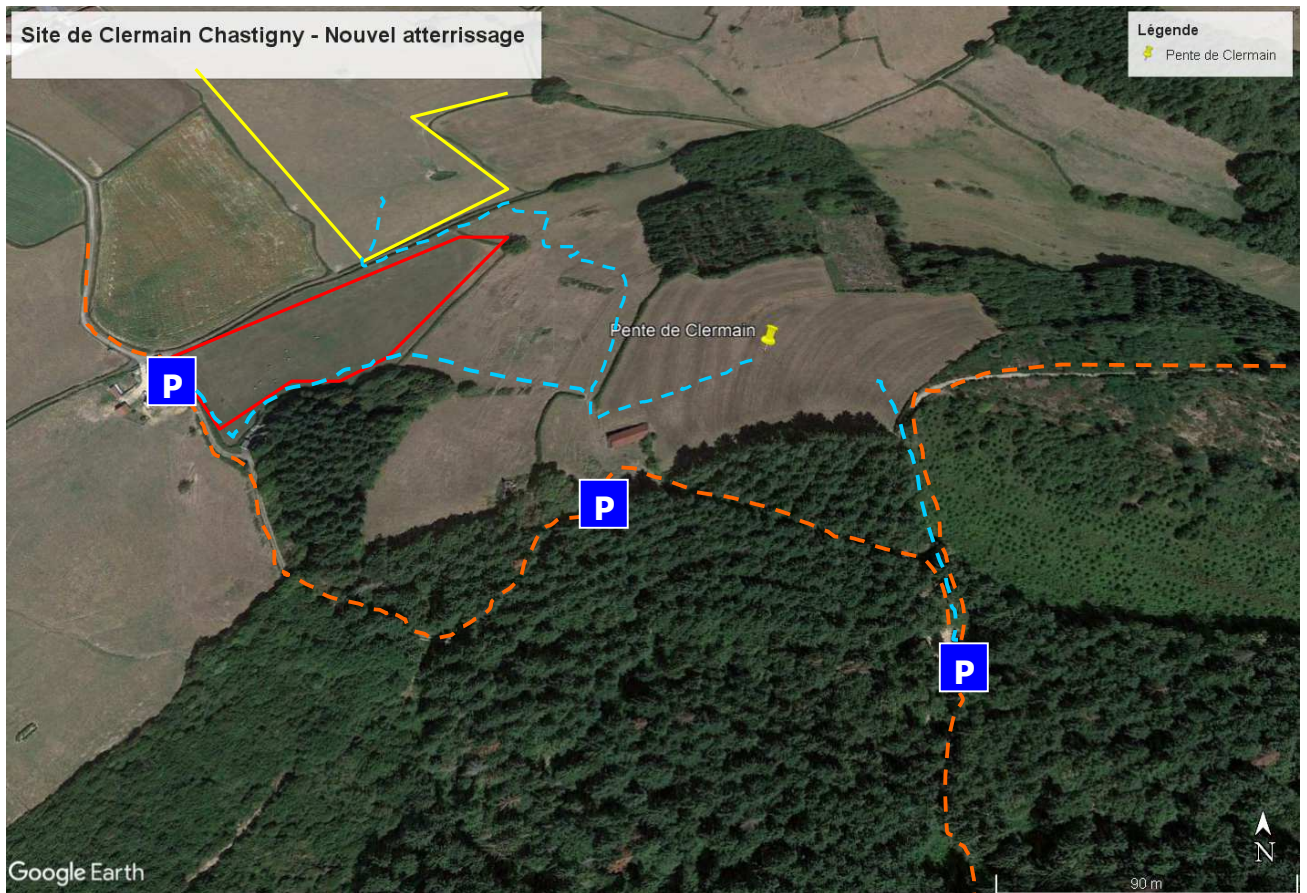 Site de Clermain Chastigny - Nouvel atterrissage
Légende
Pente de Clermain
Pente de Clermain
P
P
P
Google Earth
N
90 m